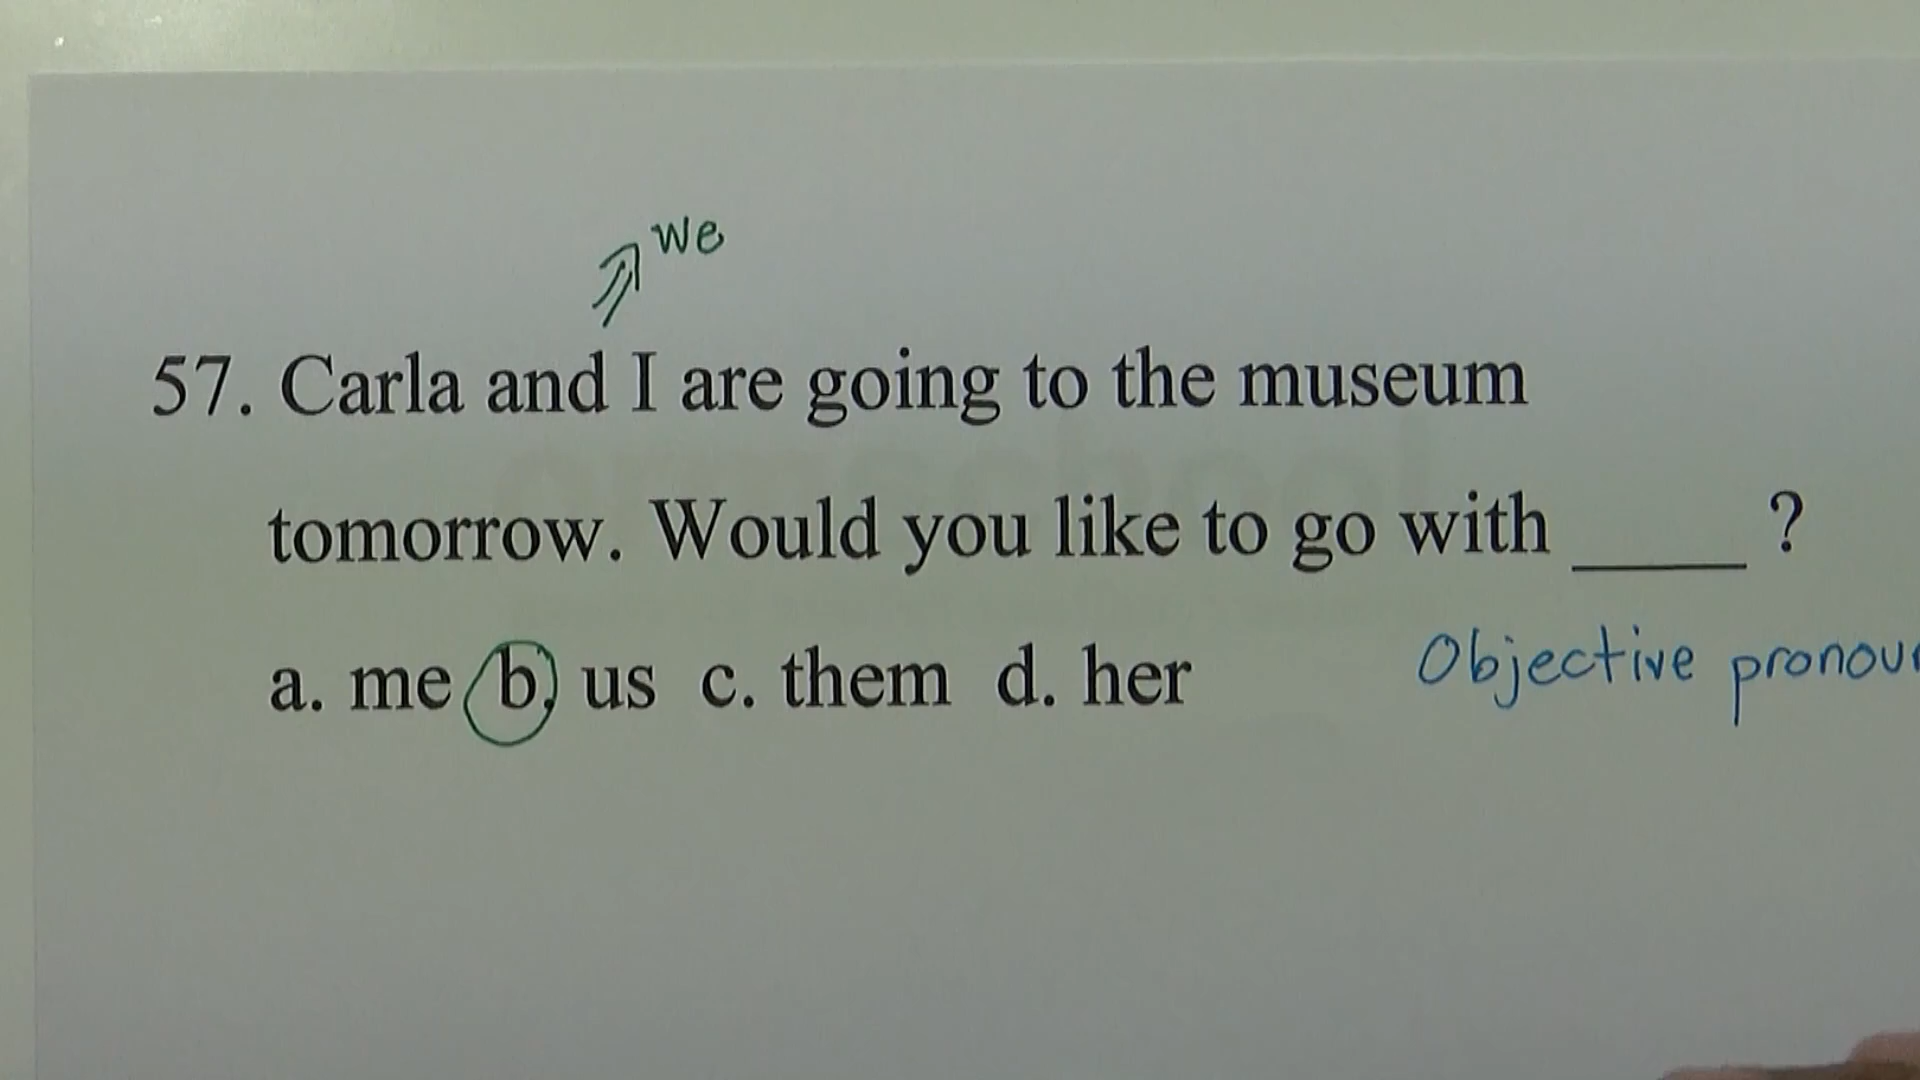 We
57. Carla and I are going to the museum
tomorrow. Would you like to go with _____ ?
a. me b. us c. them d. her
Objective